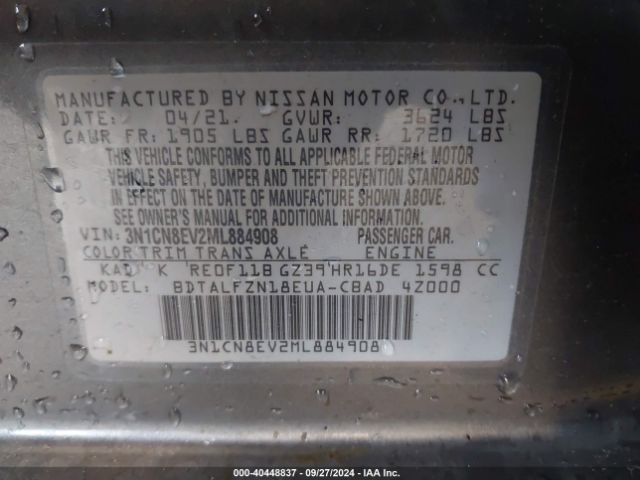 MANUFACTURED BY NISSAN MOTOR CO., LTD.
DATE: 04/21. GVWR: 3624 LBS
GAWR FR: 1905 LBS GAWR RR: 1720 LBS
THIS VEHICLE CONFORMS TO ALL APPLICABLE FEDERAL MOTOR
VEHICLE SAFETY, BUMPER AND THEFT PREVENTION STANDARDS
IN EFFECT ON THE DATE OF MANUFACTURE SHOWN ABOVE.
SEE OWNER'S MANUAL FOR ADDITIONAL INFORMATION.
VIN: 3N1CN8EV2ML884908 PASSENGER CAR.
COLOR TRIM TRANS AXLE ENGINE
KAD K RE0F11B GZ39 HR16DE 1598 CC
MODEL: BDTALFZN18EUA-CBAD 4Z000
3N1CN8EV2ML884908
000-40448837 - 09/27/2024 - IAA Inc.